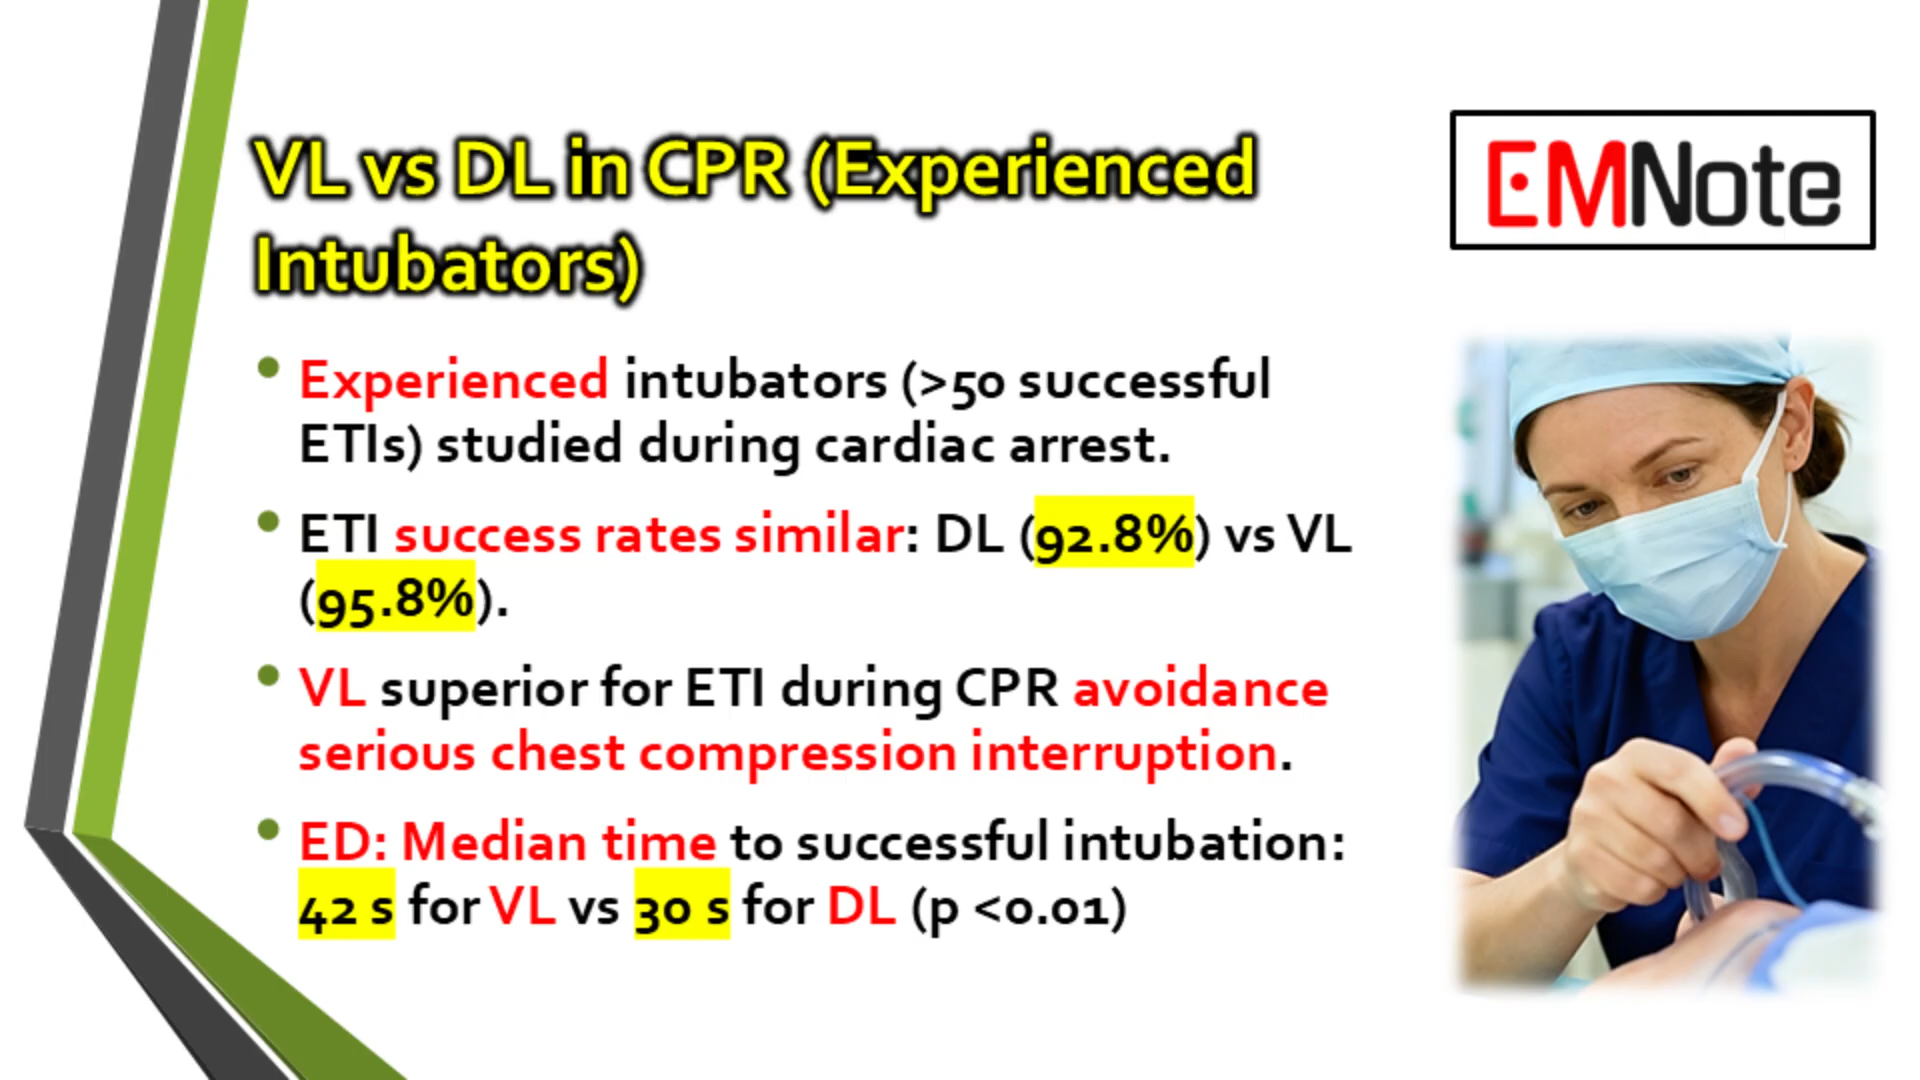 VL vs DL in CPR (Experienced
Intubators)
EMNote
• Experienced intubators (>50 successful
ETIs) studied during cardiac arrest.
• ETI success rates similar: DL (92.8%) vs VL
(95.8%).
• VL superior for ETI during CPR avoidance
serious chest compression interruption.
• ED: Median time to successful intubation:
42 s for VL vs 30 s for DL (p <0.01)